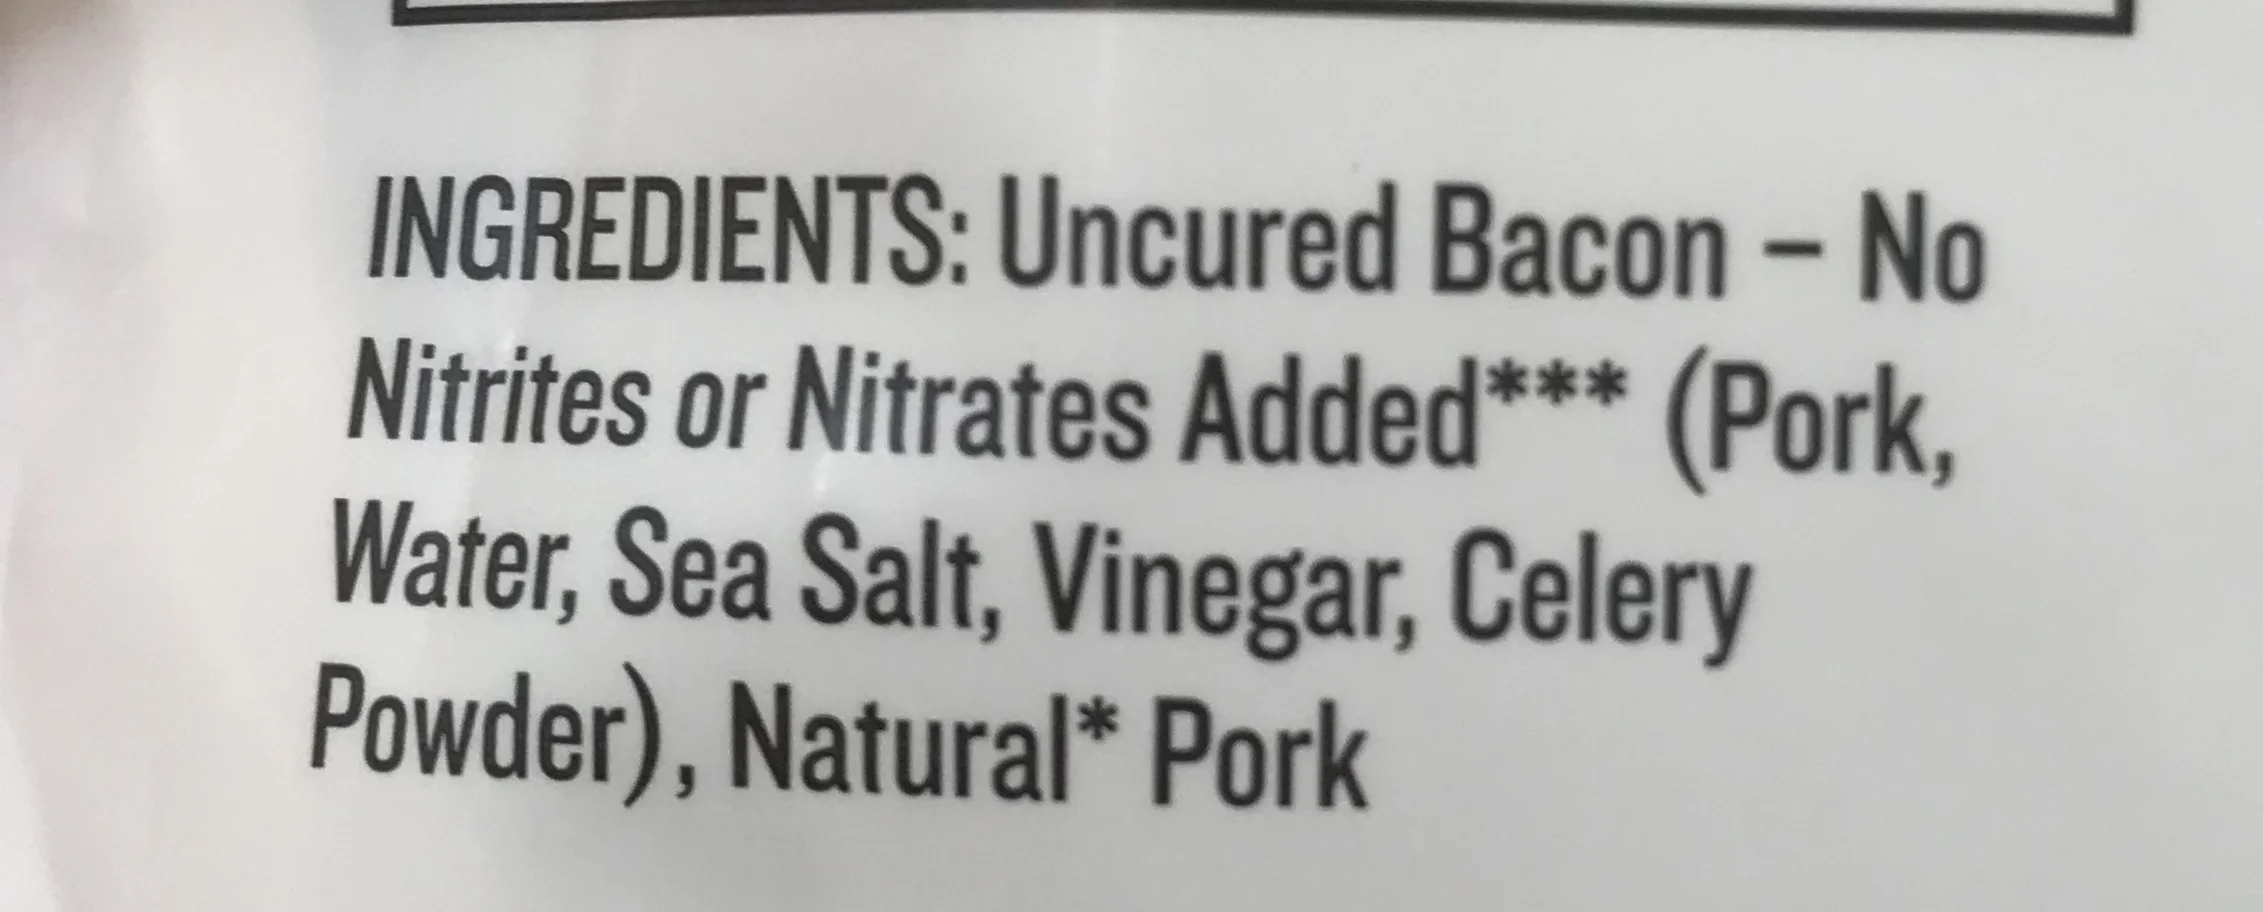 INGREDIENTS: Uncured Bacon – No
Nitrites or Nitrates Added*** (Pork,
Water, Sea Salt, Vinegar, Celery
Powder), Natural* Pork